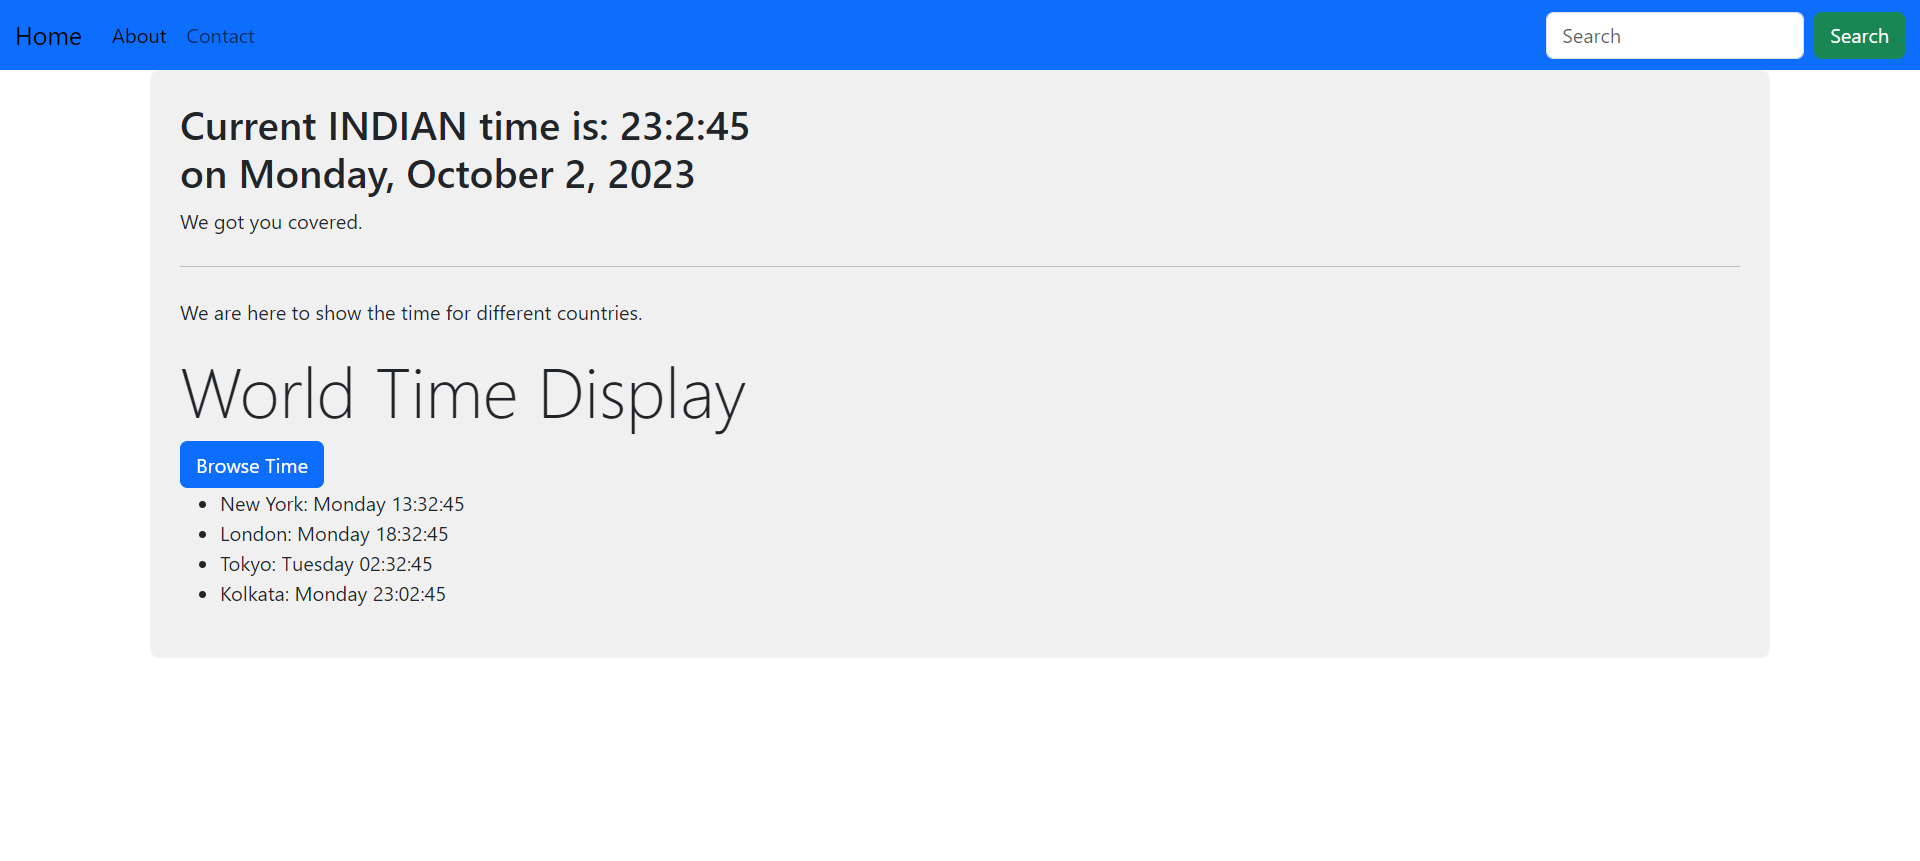 Home About Contact Search Search
Current INDIAN time is: 23:2:45
on Monday, October 2, 2023
We got you covered.
We are here to show the time for different countries.
World Time Display
Browse Time
New York: Monday 13:32:45
London: Monday 18:32:45
Tokyo: Tuesday 02:32:45
Kolkata: Monday 23:02:45